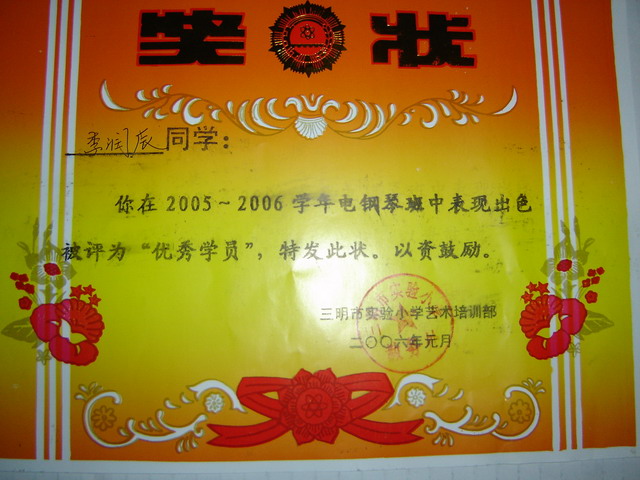 奖状
李润辰同学：
你在2005～2006学年电钢琴班中表现出色
被评为“优秀学员”，特发此状。以资鼓励。
三明市实验小学艺术培训部
二〇〇六年元月